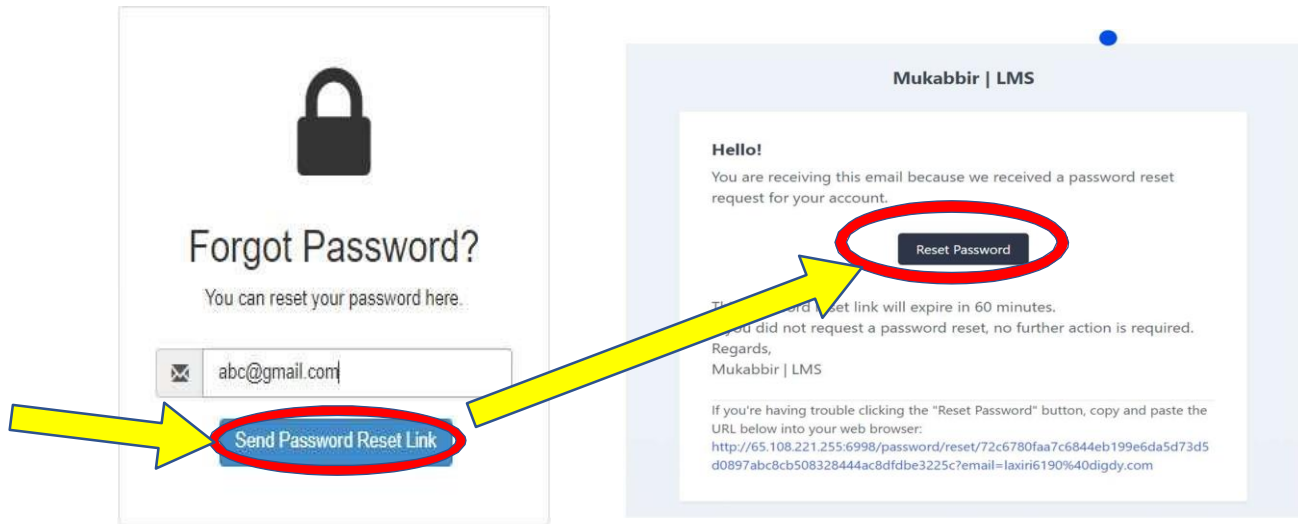 Forgot Password?
You can reset your password here.
abc@gmail.com
Send Password Reset Link
Mukabbir | LMS
Hello!
You are receiving this email because we received a password reset
request for your account.
Reset Password
set link will expire in 60 minutes.
you did not request a password reset, no further action is required.
Regards,
Mukabbir | LMS
If you're having trouble clicking the "Reset Password" button, copy and paste the
URL below into your web browser:
http://65.108.221.255:6998/password/reset/72c6780faa7c6844eb199e6da5d73d5
d0897abc8cb508328444ac8dfdbe3225c?email=laxiri6190%40digdy.com